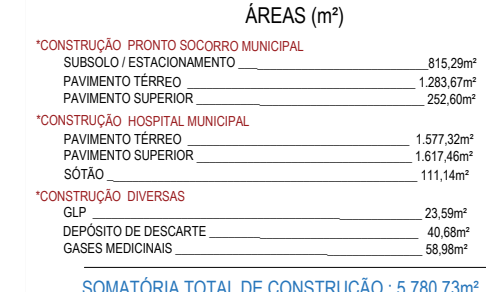 ÁREAS (m²)
*CONSTRUÇÃO PRONTO SOCORRO MUNICIPAL
SUBSOLO / ESTACIONAMENTO 815,29m²
PAVIMENTO TÉRREO 1.283,67m²
PAVIMENTO SUPERIOR 252,60m²
*CONSTRUÇÃO HOSPITAL MUNICIPAL
PAVIMENTO TÉRREO 1.577,32m²
PAVIMENTO SUPERIOR 1.617,46m²
SÓTÃO 111,14m²
*CONSTRUÇÃO DIVERSAS
GLP 23,59m²
DEPÓSITO DE DESCARTE 40,68m²
GASES MEDICINAIS 58,98m²
SOMATÓRIA TOTAL DE CONSTRUÇÃO : 5.780,73m²